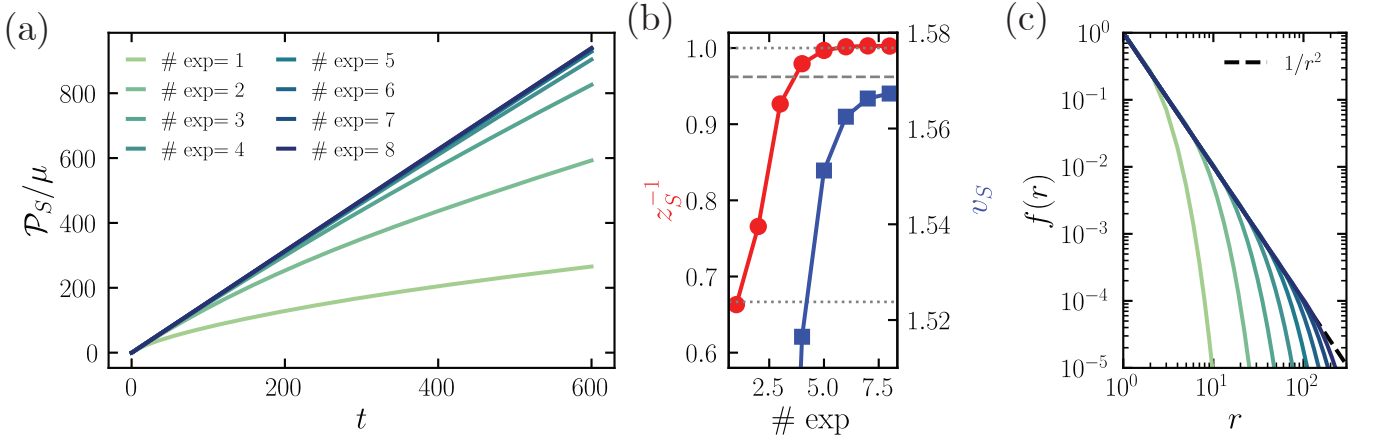 (a)
𝒫_S/μ
800
600
400
200
0
# exp= 1
# exp= 2
# exp= 3
# exp= 4
# exp= 5
# exp= 6
# exp= 7
# exp= 8
0 200 400 600
t
(b)
z_S^{-1}
1.0
0.9
0.8
0.7
0.6
2.5 5.0 7.5
# exp
1.58
1.56
1.54
1.52
v_S
(c)
f(r)
10^0
10^{-1}
10^{-2}
10^{-3}
10^{-4}
10^{-5}
1/r^2
10^0 10^1 10^2
r